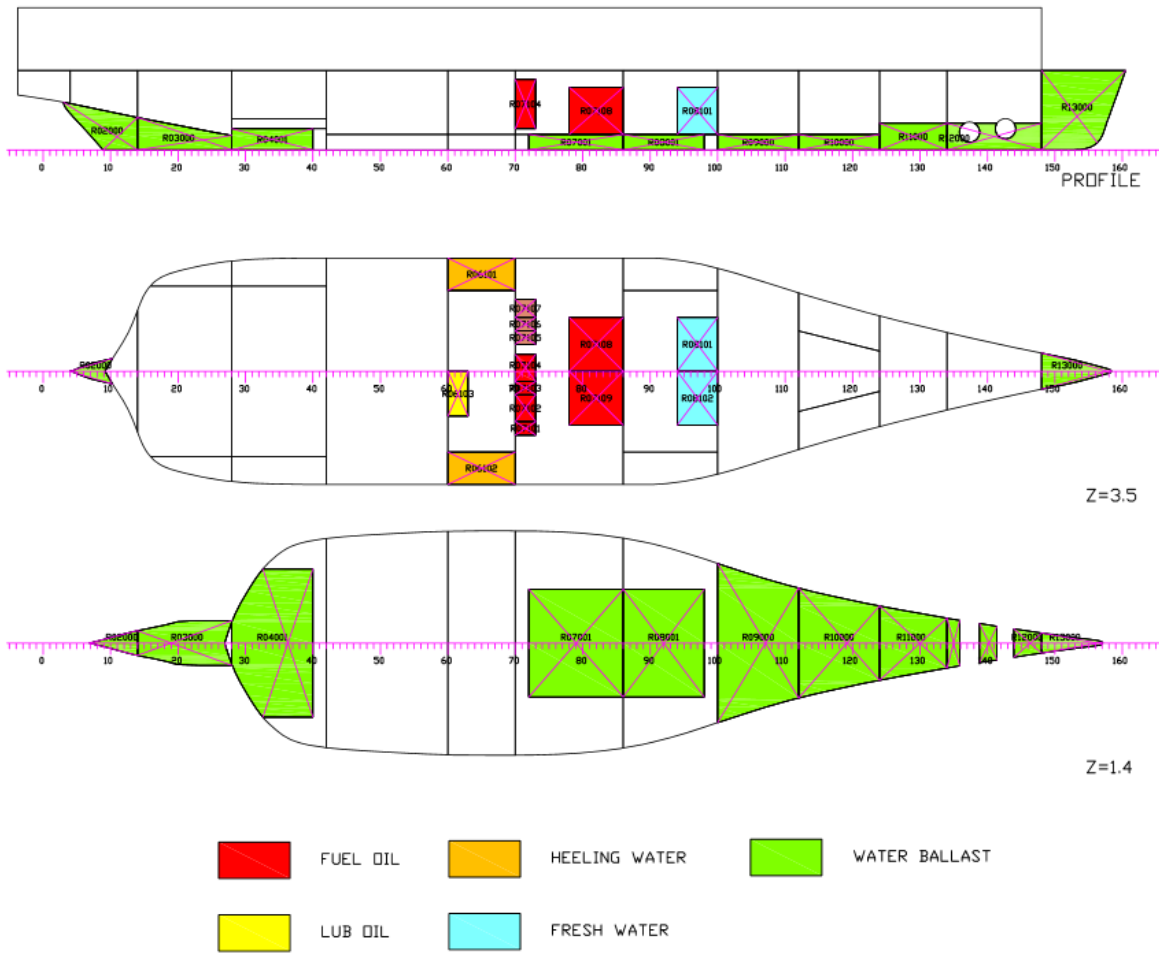 R02000 R03000 R04001 R07104 R07108 R08101 R07001 R08001 R09000 R10000 R11000 R12000 R13000
0 10 20 30 40 50 60 70 80 90 100 110 120 130 140 150 160
PROFILE
R06101
R07107
R07106
R07105
R07108 R08101
R02000 R07104 R13000
0 10 20 30 40 50 60 70 80 90 100 110 120 130 140 150 160
R06103 R07103 R07109 R08102
R07102
R07101
R06102
Z=3.5
R02000 R03000 R04001 R07001 R08001 R09000 R10000 R11000 R12000 R13000
0 10 20 30 40 50 60 70 80 90 100 110 120 130 140 150 160
Z=1.4
FUEL OIL HEELING WATER WATER BALLAST
LUB OIL FRESH WATER